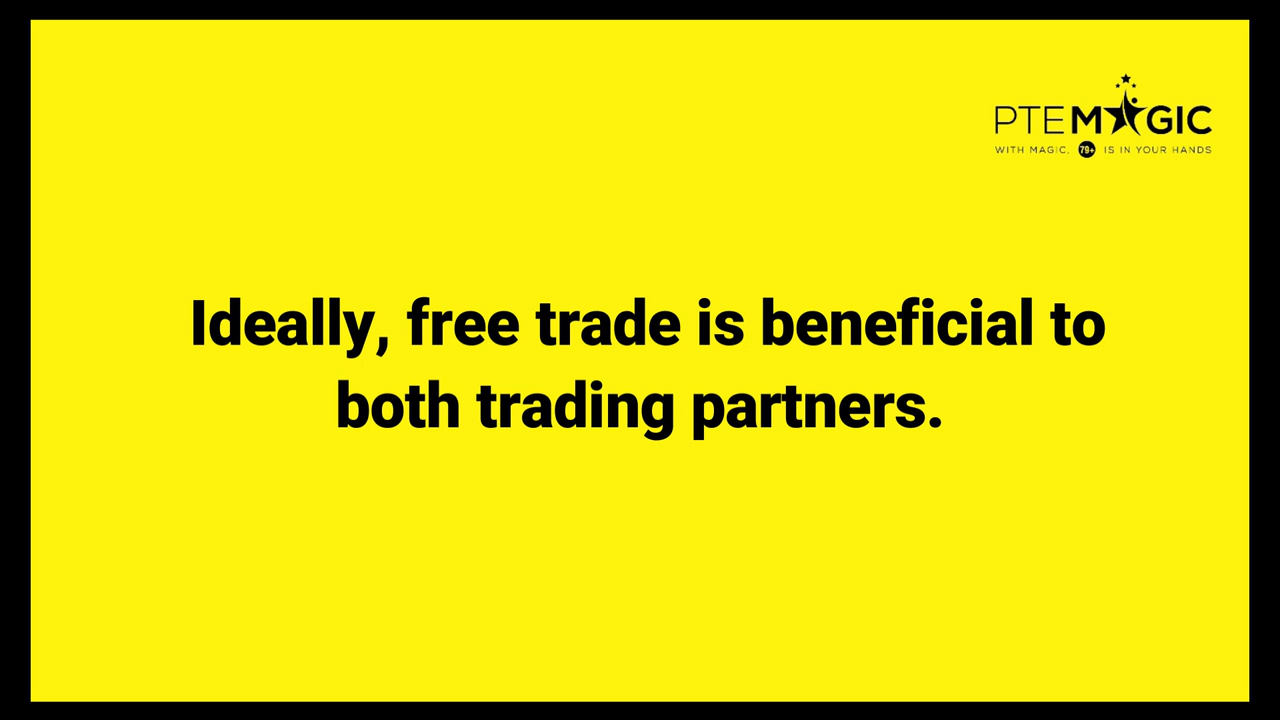 PTEMAGIC
WITH MAGIC, 79+ IS IN YOUR HANDS
Ideally, free trade is beneficial to
both trading partners.